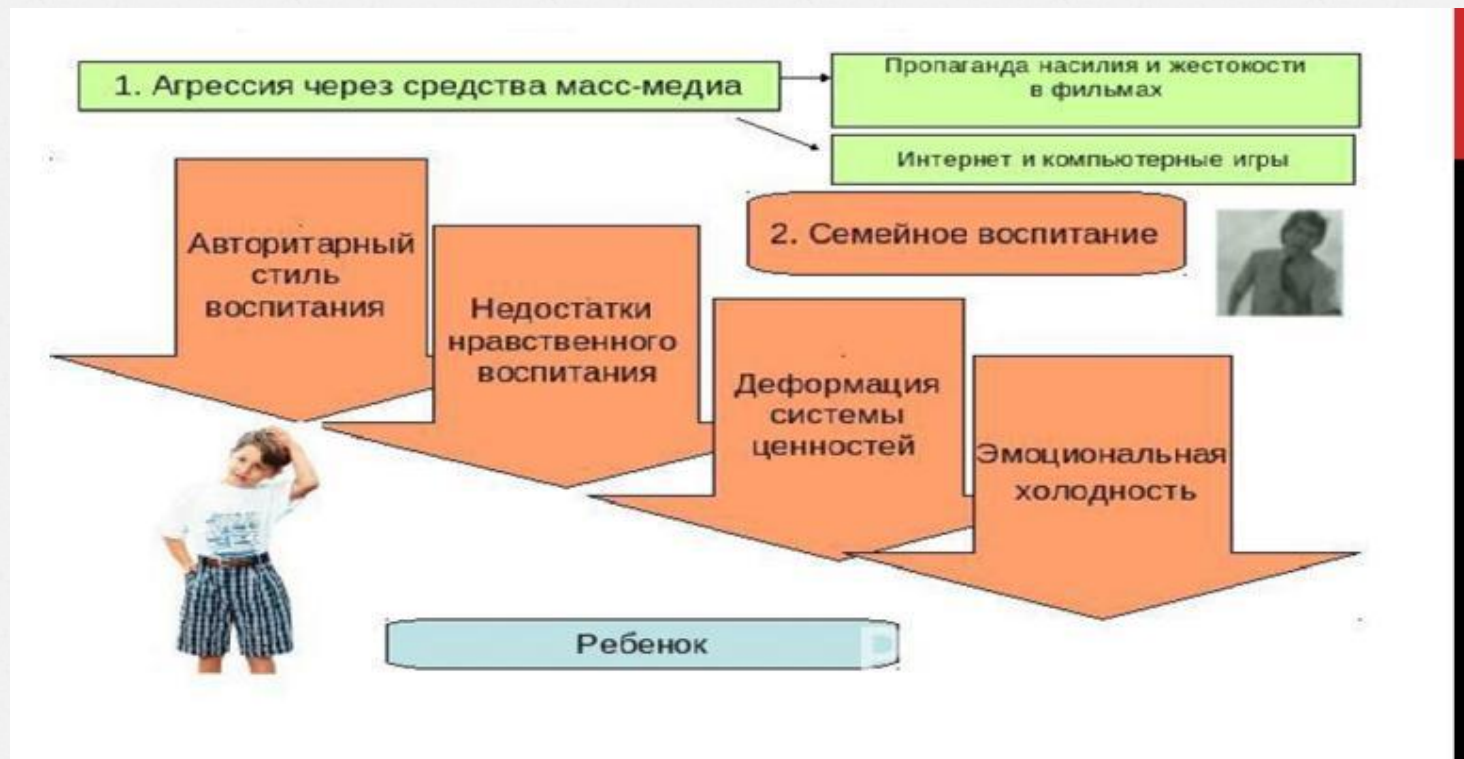 1. Агрессия через средства масс-медиа
Пропаганда насилия и жестокости
в фильмах
Интернет и компьютерные игры
2. Семейное воспитание
Авторитарный
стиль
воспитания
Недостатки
нравственного
воспитания
Деформация
системы
ценностей
Эмоциональная
холодность
Ребенок